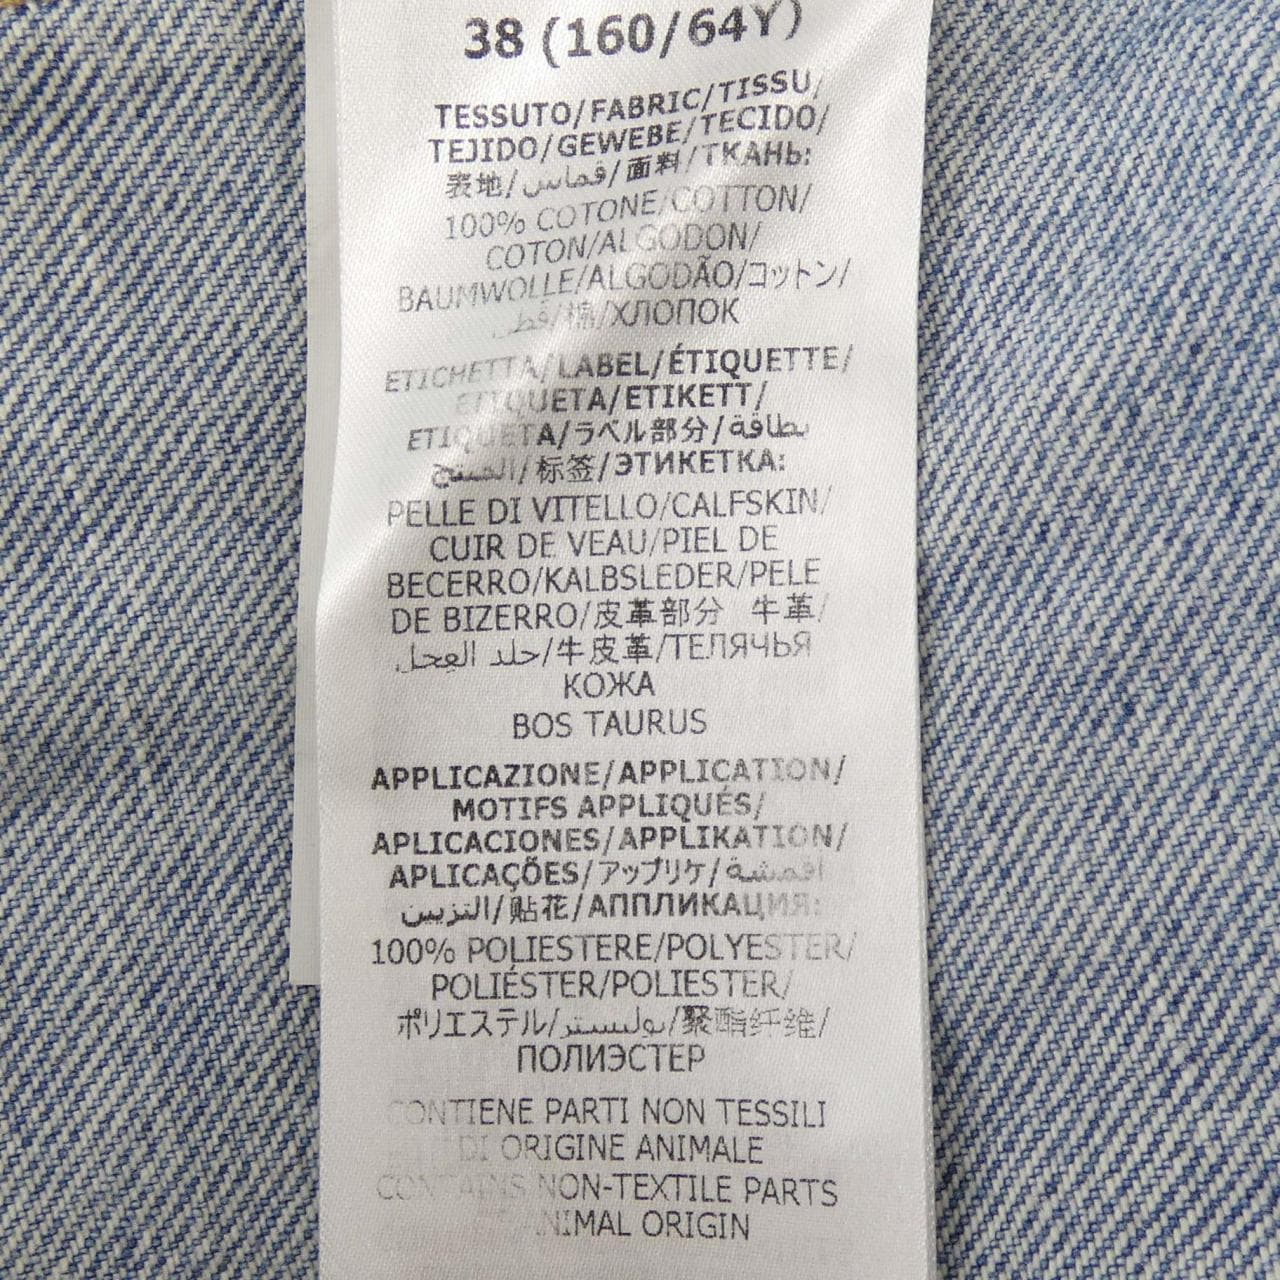 38 (160/64Y)
TESSUTO/FABRIC/TISSU/
TEJIDO/GEWEBE/TECIDO/
表地/قماس/面料/ТКАНЬ:
100% COTONE/COTTON/
COTON/ALGODON/
BAUMWOLLE/ALGODÃO/コットン/
قطن/棉/ХЛОПОК
ETICHETTA/LABEL/ÉTIQUETTE/
ETIQUETA/ETIKETT/
ETIQUETA/ラベル部分/بطاقة
المنتج/标签/ЭТИКЕТКА:
PELLE DI VITELLO/CALFSKIN/
CUIR DE VEAU/PIEL DE
BECERRO/KALBSLEDER/PELE
DE BIZERRO/皮革部分 牛革/
جلد العجل/牛皮革/ТЕЛЯЧЬЯ
КОЖА
BOS TAURUS
APPLICAZIONE/APPLICATION/
MOTIFS APPLIQUÉS/
APLICACIONES/APPLIKATION/
APLICAÇÕES/アップリケ/أقمشة
التزيين/贴花/АППЛИКАЦИЯ:
100% POLIESTERE/POLYESTER/
POLIÉSTER/POLIESTER/
ポリエステル/بوليستر/聚酯纤维/
ПОЛИЭСТЕР
CONTIENE PARTI NON TESSILI
DI ORIGINE ANIMALE
CONTAINS NON-TEXTILE PARTS
ANIMAL ORIGIN